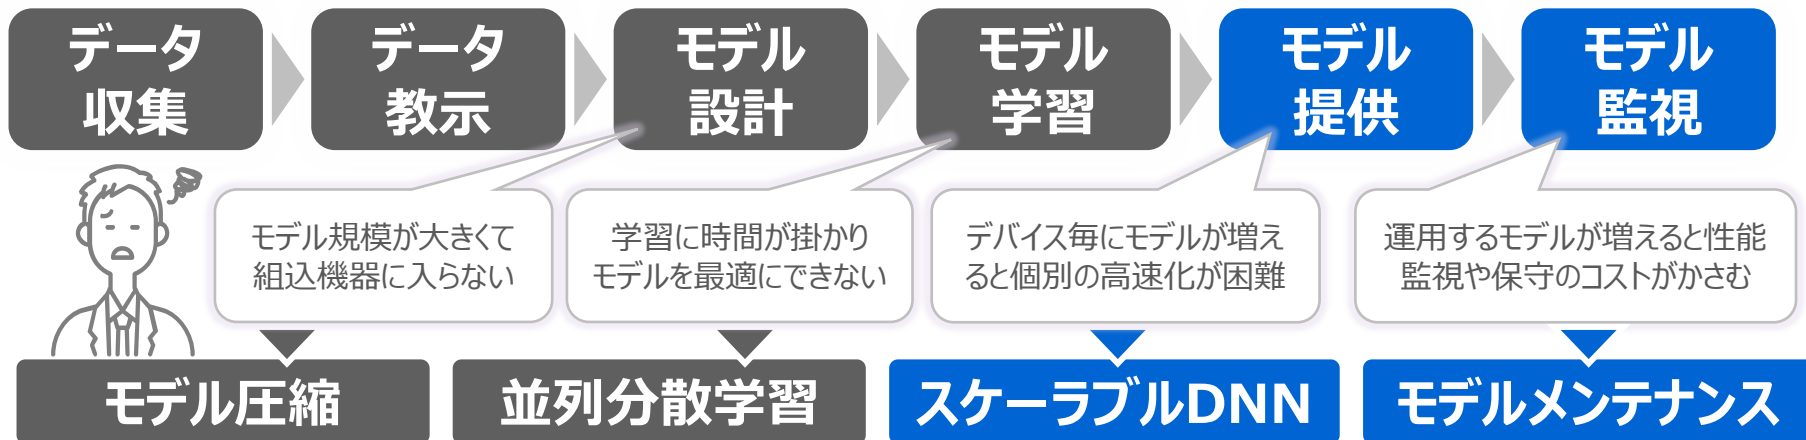 データ
収集
データ
教示
モデル
設計
モデル
学習
モデル
提供
モデル
監視
モデル規模が大きくて
組込機器に入らない
学習に時間が掛かり
モデルを最適にできない
デバイス毎にモデルが増え
ると個別の高速化が困難
運用するモデルが増えると性能
監視や保守のコストがかさむ
モデル圧縮
並列分散学習
スケーラブルDNN
モデルメンテナンス